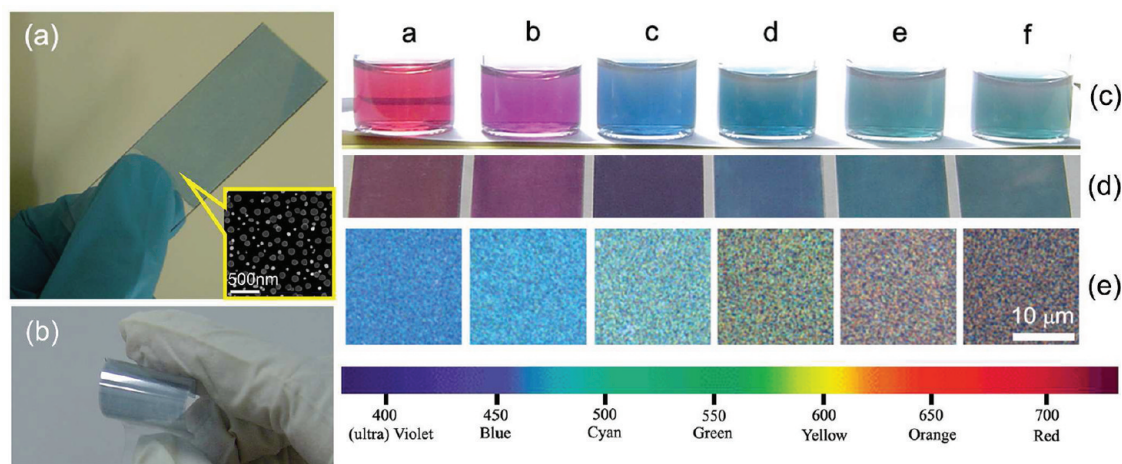 (a)
500nm
(b)
a b c d e f
(c)
(d)
(e)
10 μm
400 450 500 550 600 650 700
(ultra) Violet Blue Cyan Green Yellow Orange Red